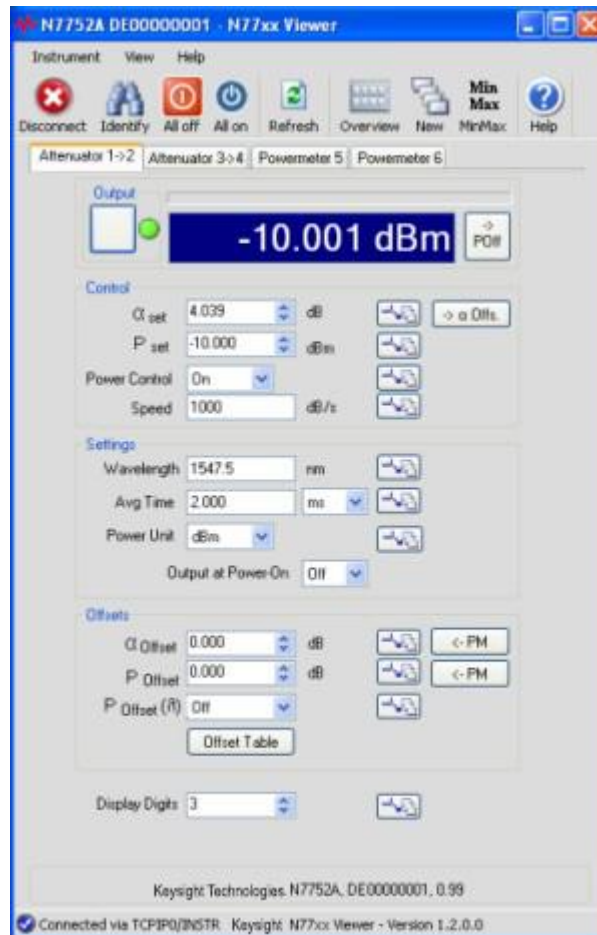 N7752A DE00000001 - N77xx Viewer
Instrument View Help
Disconnect Identify All off All on Refresh Overview New Min Max MinMax Help
Attenuator 1->2 Attenuator 3->4 Powermeter 5 Powermeter 6
Output
-10.001 dBm -> POff
Control
α set 4.039 dB -> α Offs.
P set -10.000 dBm
Power Control On
Speed 1000 dB/s
Settings
Wavelength 1547.5 nm
Avg Time 2.000 ms
Power Unit dBm
Output at Power-On Off
Offsets
α Offset 0.000 dB <- PM
P Offset 0.000 dB <- PM
P Offset (λ) Off
Offset Table
Display Digits 3
Keysight Technologies, N7752A, DE00000001, 0.99
Connected via TCPIP0/INSTR Keysight N77xx Viewer - Version 1.2.0.0